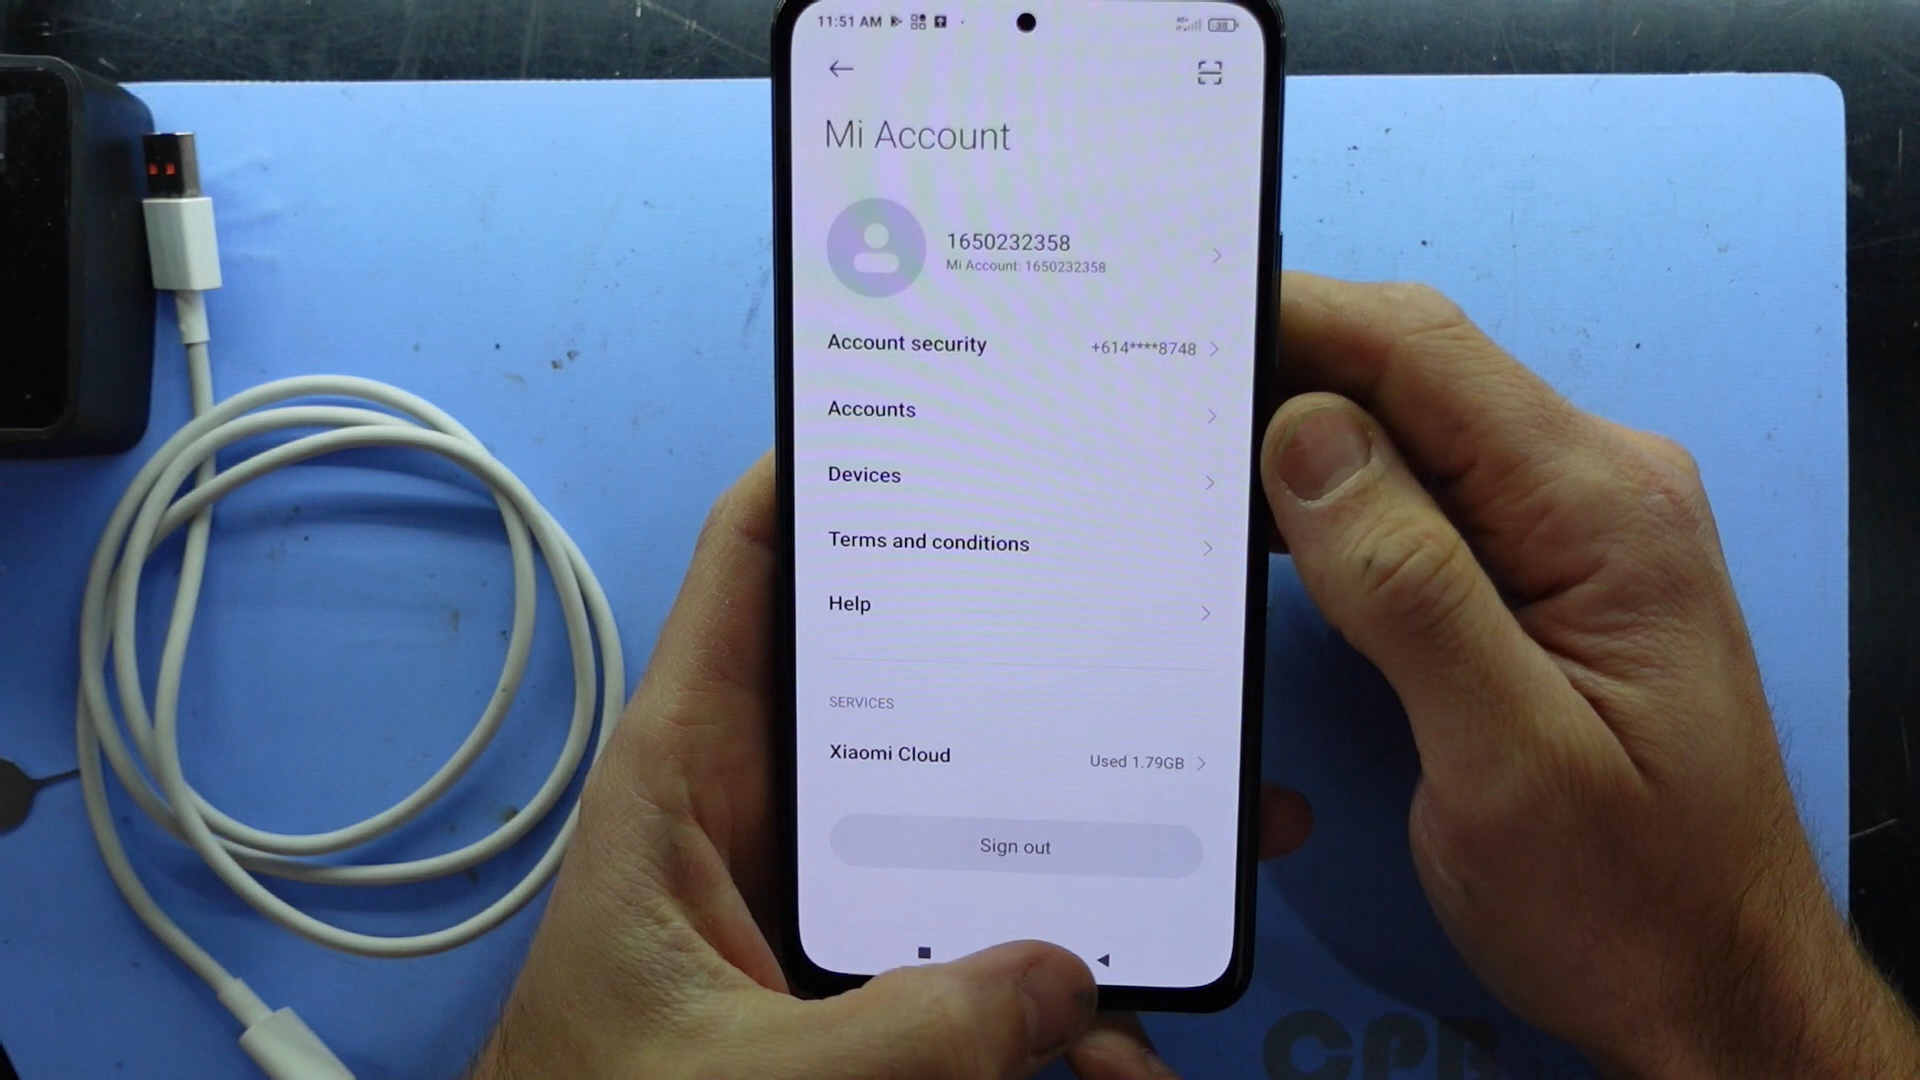 11:51 AM
38
Mi Account
1650232358
Mi Account: 1650232358
Account security +614****8748
Accounts
Devices
Terms and conditions
Help
SERVICES
Xiaomi Cloud Used 1.79GB
Sign out